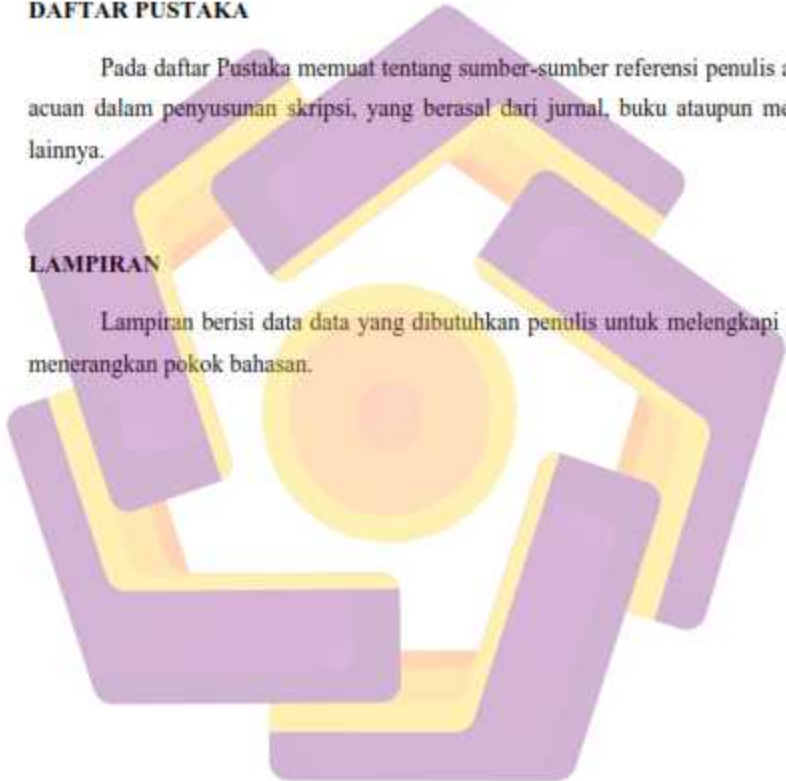 DAFTAR PUSTAKA
Pada daftar Pustaka memuat tentang sumber-sumber referensi penulis
acuan dalam penyusunan skripsi, yang berasal dari jurnal, buku ataupun
lainnya.
LAMPIRAN
Lampiran berisi data data yang dibutuhkan penulis untuk melengkapi
menerangkan pokok bahasan.